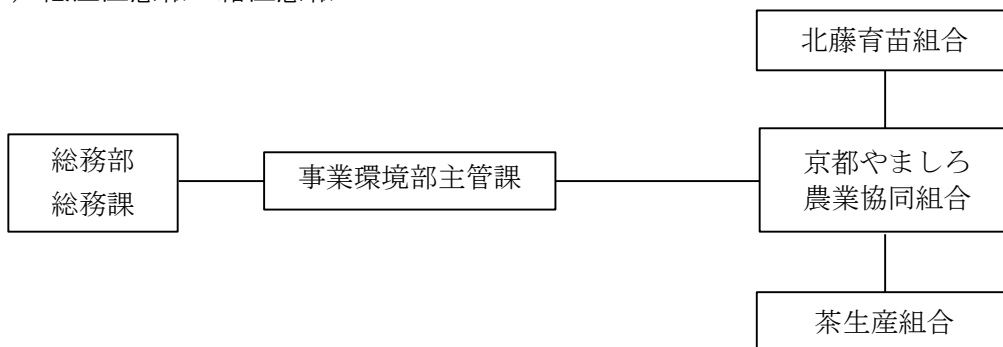 北藤育苗組合
総務部
総務課
事業環境部主管課
京都やましろ
農業協同組合
茶生産組合